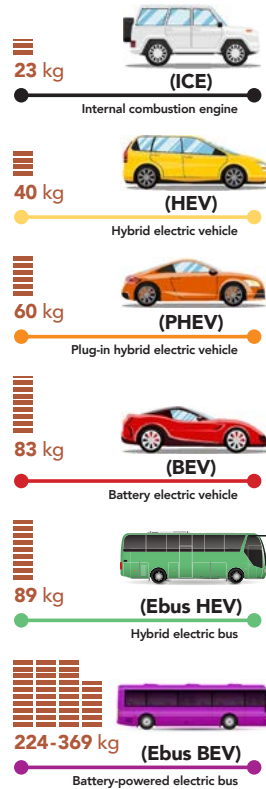 23 kg
(ICE)
Internal combustion engine
40 kg
(HEV)
Hybrid electric vehicle
60 kg
(PHEV)
Plug-in hybrid electric vehicle
83 kg
(BEV)
Battery electric vehicle
89 kg
(Ebus HEV)
Hybrid electric bus
224-369 kg
(Ebus BEV)
Battery-powered electric bus